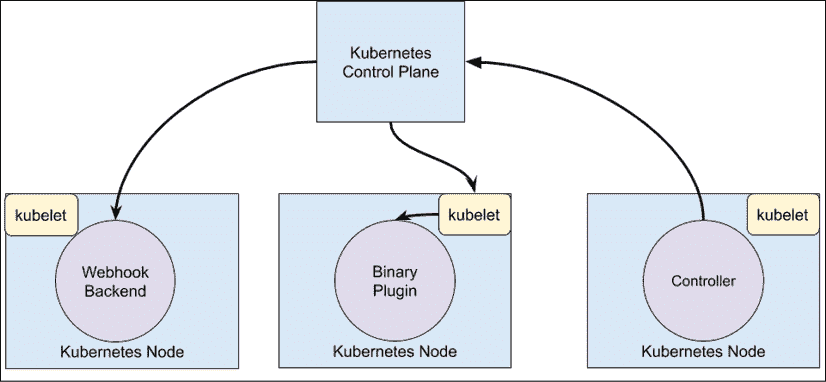 Kubernetes
Control Plane
kubelet
Webhook
Backend
Kubernetes Node
kubelet
Binary
Plugin
Kubernetes Node
kubelet
Controller
Kubernetes Node